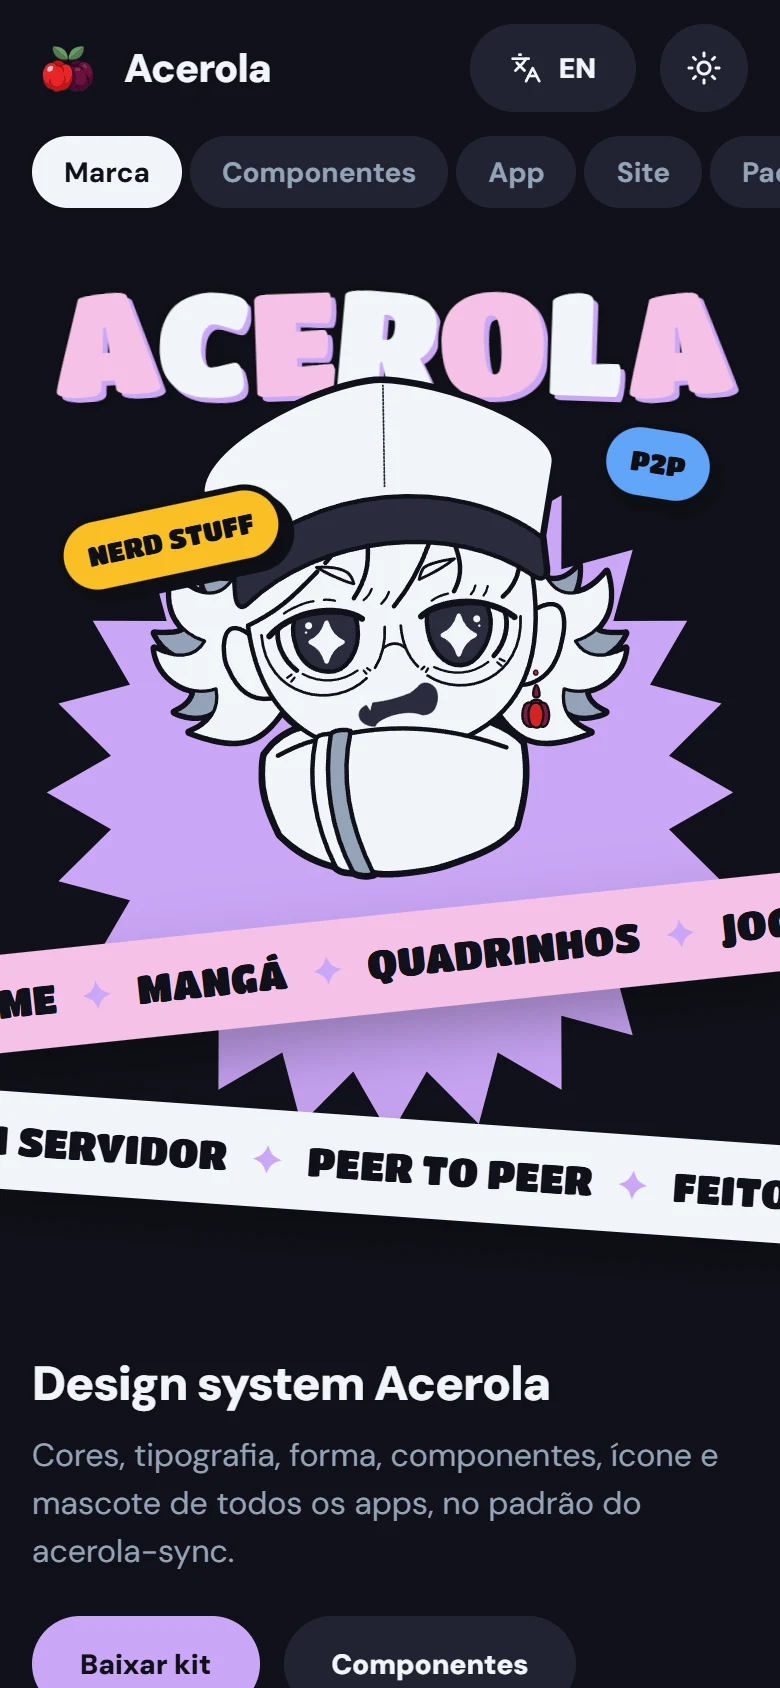 Acerola
EN
Marca
Componentes
App
Site
ACEROLA
P2P
NERD STUFF
MANGÁ ✦ QUADRINHOS
SERVIDOR ✦ PEER TO PEER
Design system Acerola
Cores, tipografia, forma, componentes, ícone e
mascote de todos os apps, no padrão do
acerola-sync.
Baixar kit
Componentes